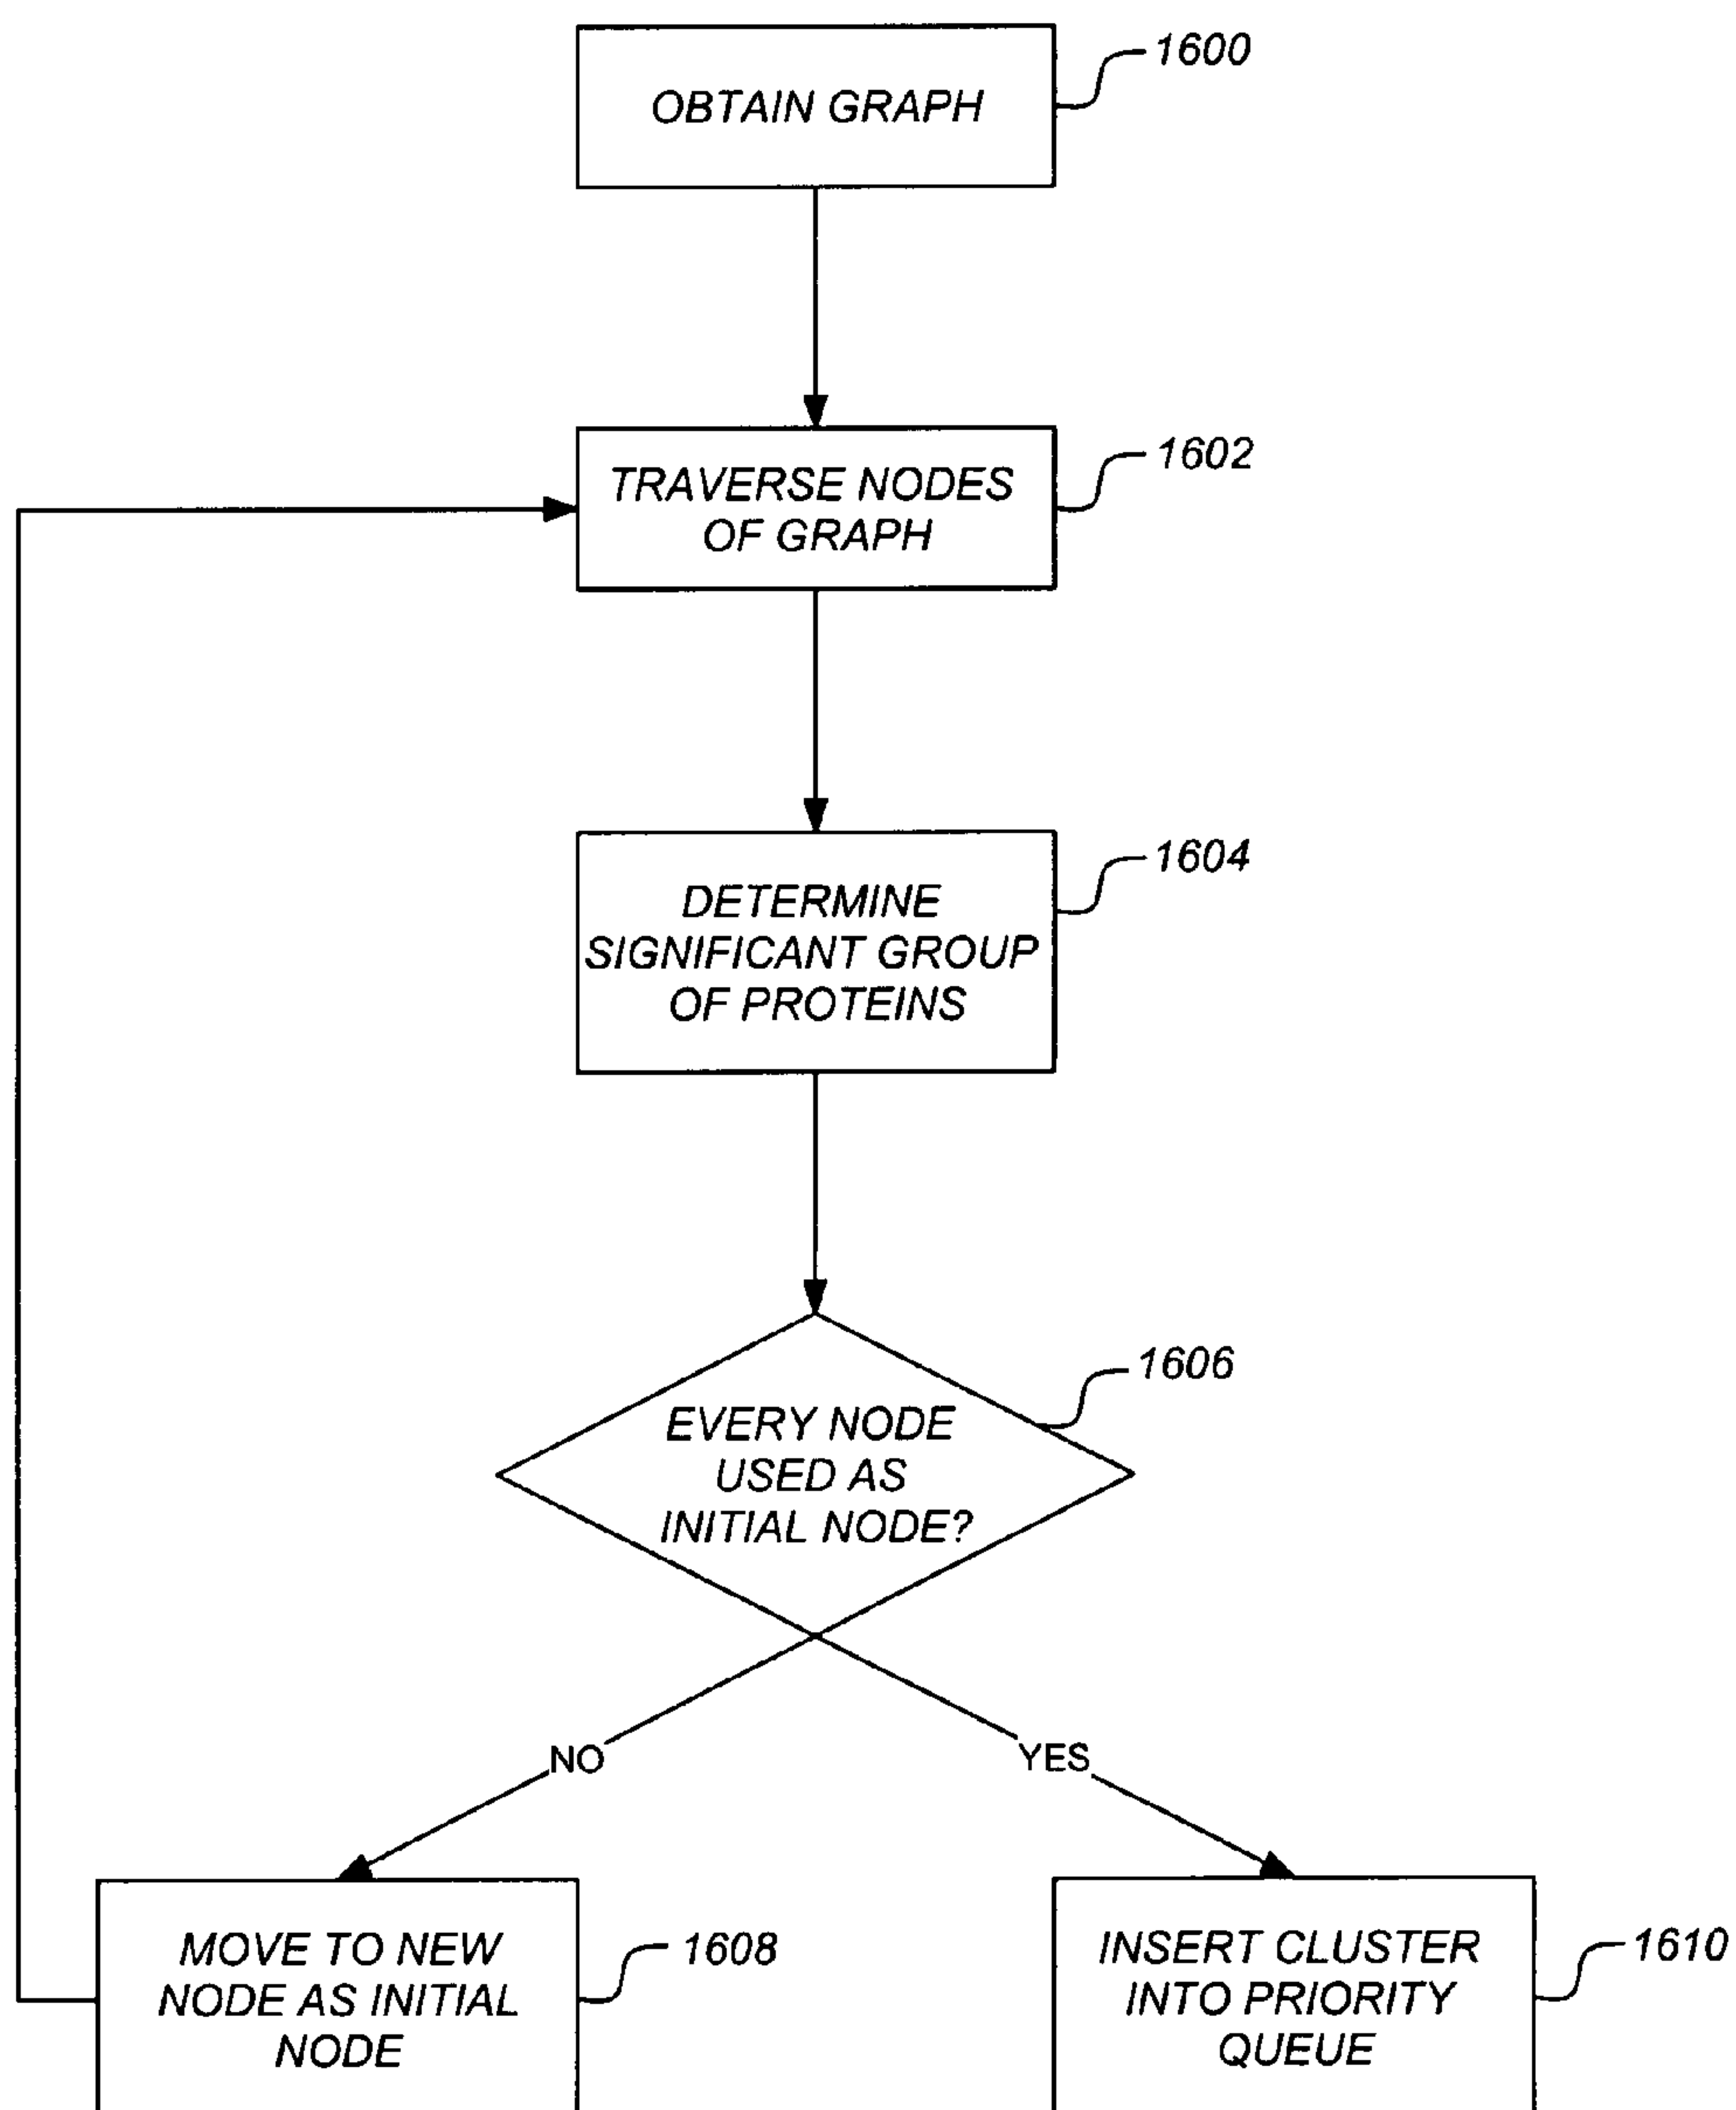 OBTAIN GRAPH
1600
TRAVERSE NODES
OF GRAPH
1602
DETERMINE
SIGNIFICANT GROUP
OF PROTEINS
1604
EVERY NODE
USED AS
INITIAL NODE?
1606
NO
YES
MOVE TO NEW
NODE AS INITIAL
NODE
1608
INSERT CLUSTER
INTO PRIORITY
QUEUE
1610